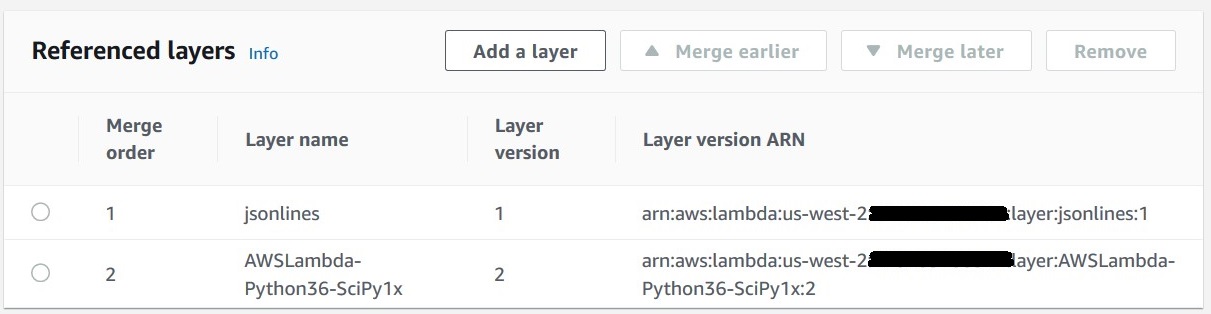 Referenced layers Info Add a layer ▲ Merge earlier ▼ Merge later Remove
Merge order Layer name Layer version Layer version ARN
1 jsonlines 1 arn:aws:lambda:us-west-2: :layer:jsonlines:1
2 AWSLambda-Python36-SciPy1x 2 arn:aws:lambda:us-west-2: layer:AWSLambda-Python36-SciPy1x:2